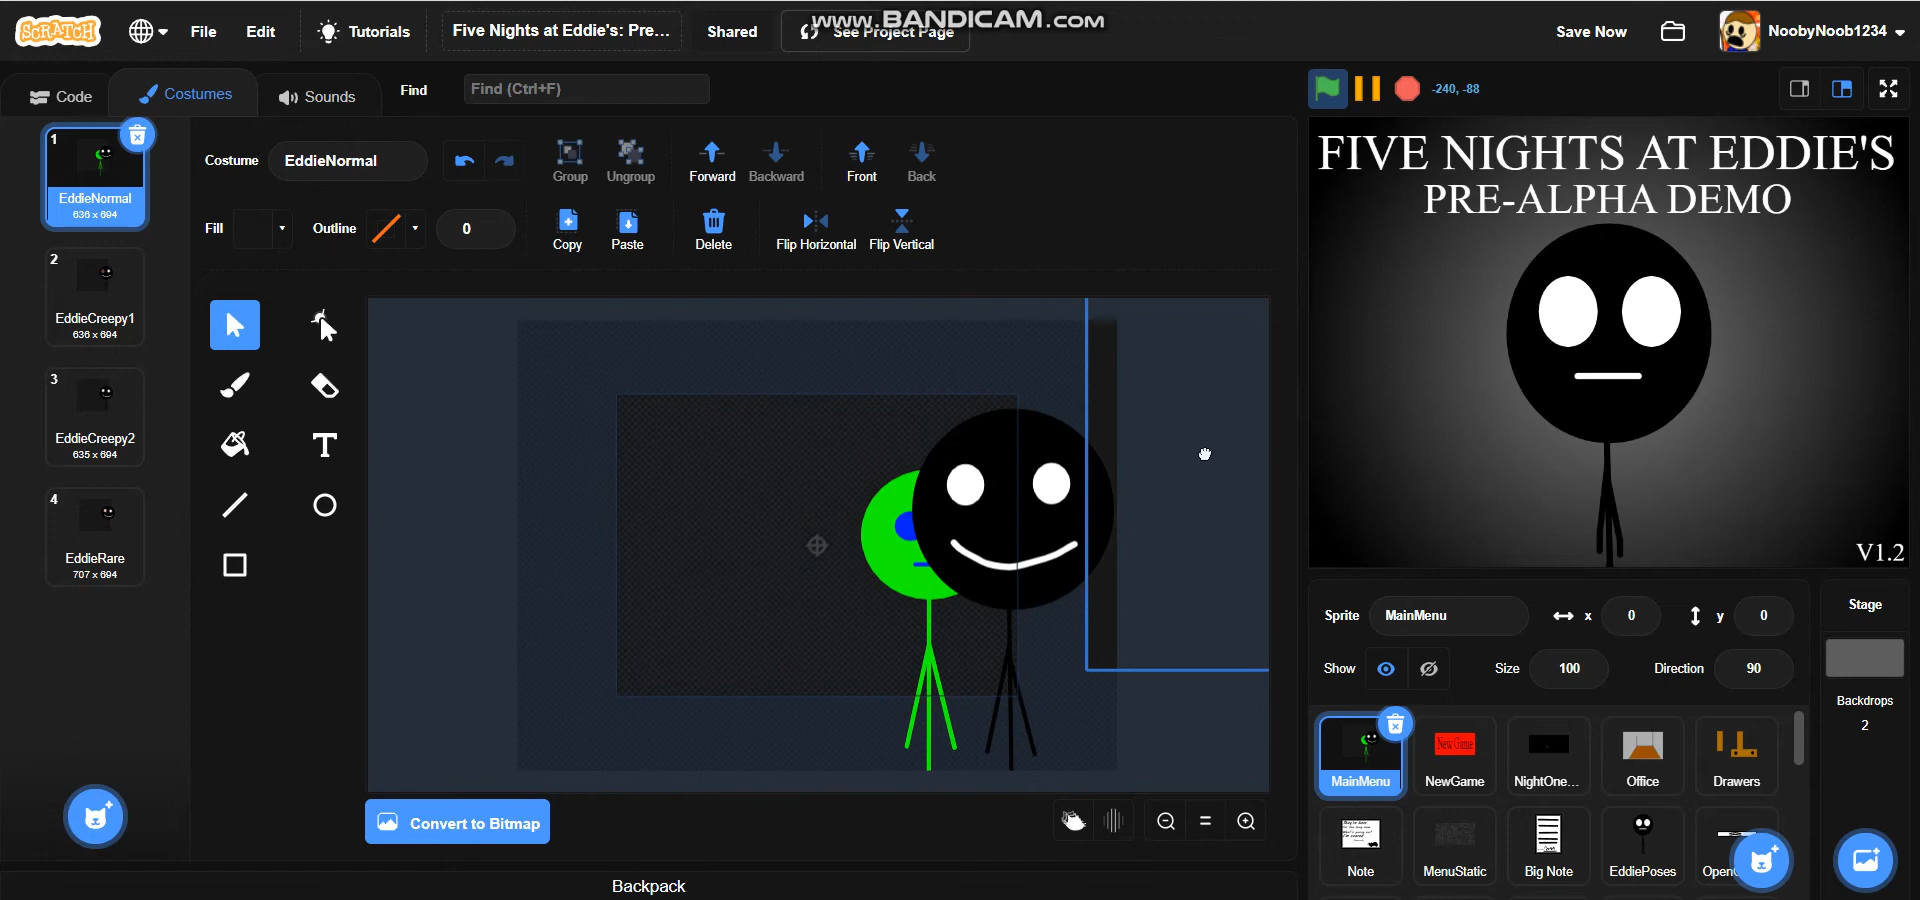 SCRATCH
File
Edit
Tutorials
Five Nights at Eddie's: Pre...
Shared
See Project Page
www.BANDICAM.com
Save Now
NoobyNoob1234
Code
Costumes
Sounds
Find
Find (Ctrl+F)
-240, -88
1
EddieNormal
636 x 694
2
EddieCreepy1
636 x 694
3
EddieCreepy2
635 x 694
4
EddieRare
707 x 694
Costume
EddieNormal
Group
Ungroup
Forward
Backward
Front
Back
Fill
Outline
0
Copy
Paste
Delete
Flip Horizontal
Flip Vertical
T
Convert to Bitmap
Backpack
FIVE NIGHTS AT EDDIE'S
PRE-ALPHA DEMO
V1.2
Sprite
MainMenu
x
0
y
0
Show
Size
100
Direction
90
Stage
Backdrops
2
MainMenu
New Game
NewGame
NightOne...
Office
Drawers
Note
MenuStatic
Big Note
EddiePoses